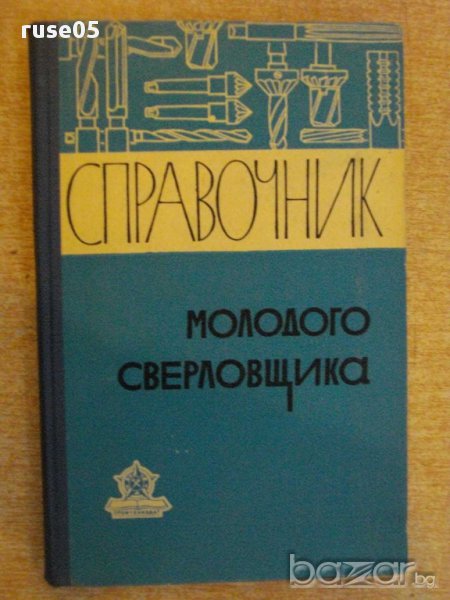 ruse05
СПРАВОЧНИК
МОЛОДОГО
СВЕРЛОВЩИКА
bazar.bg